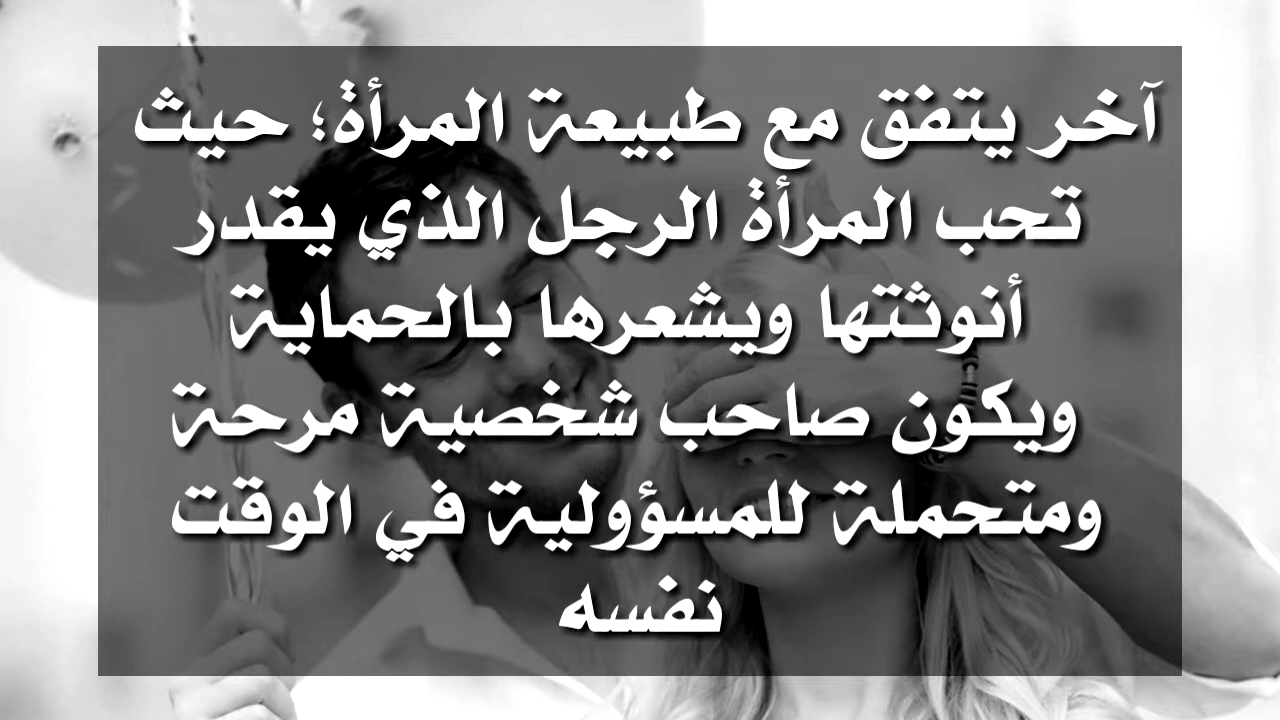 آخر يتفق مع طبيعة المرأة؛ حيث
تحب المرأة الرجل الذي يقدر
أنوثتها ويشعرها بالحماية
ويكون صاحب شخصية مرحة
ومتحملة للمسؤولية في الوقت
نفسه